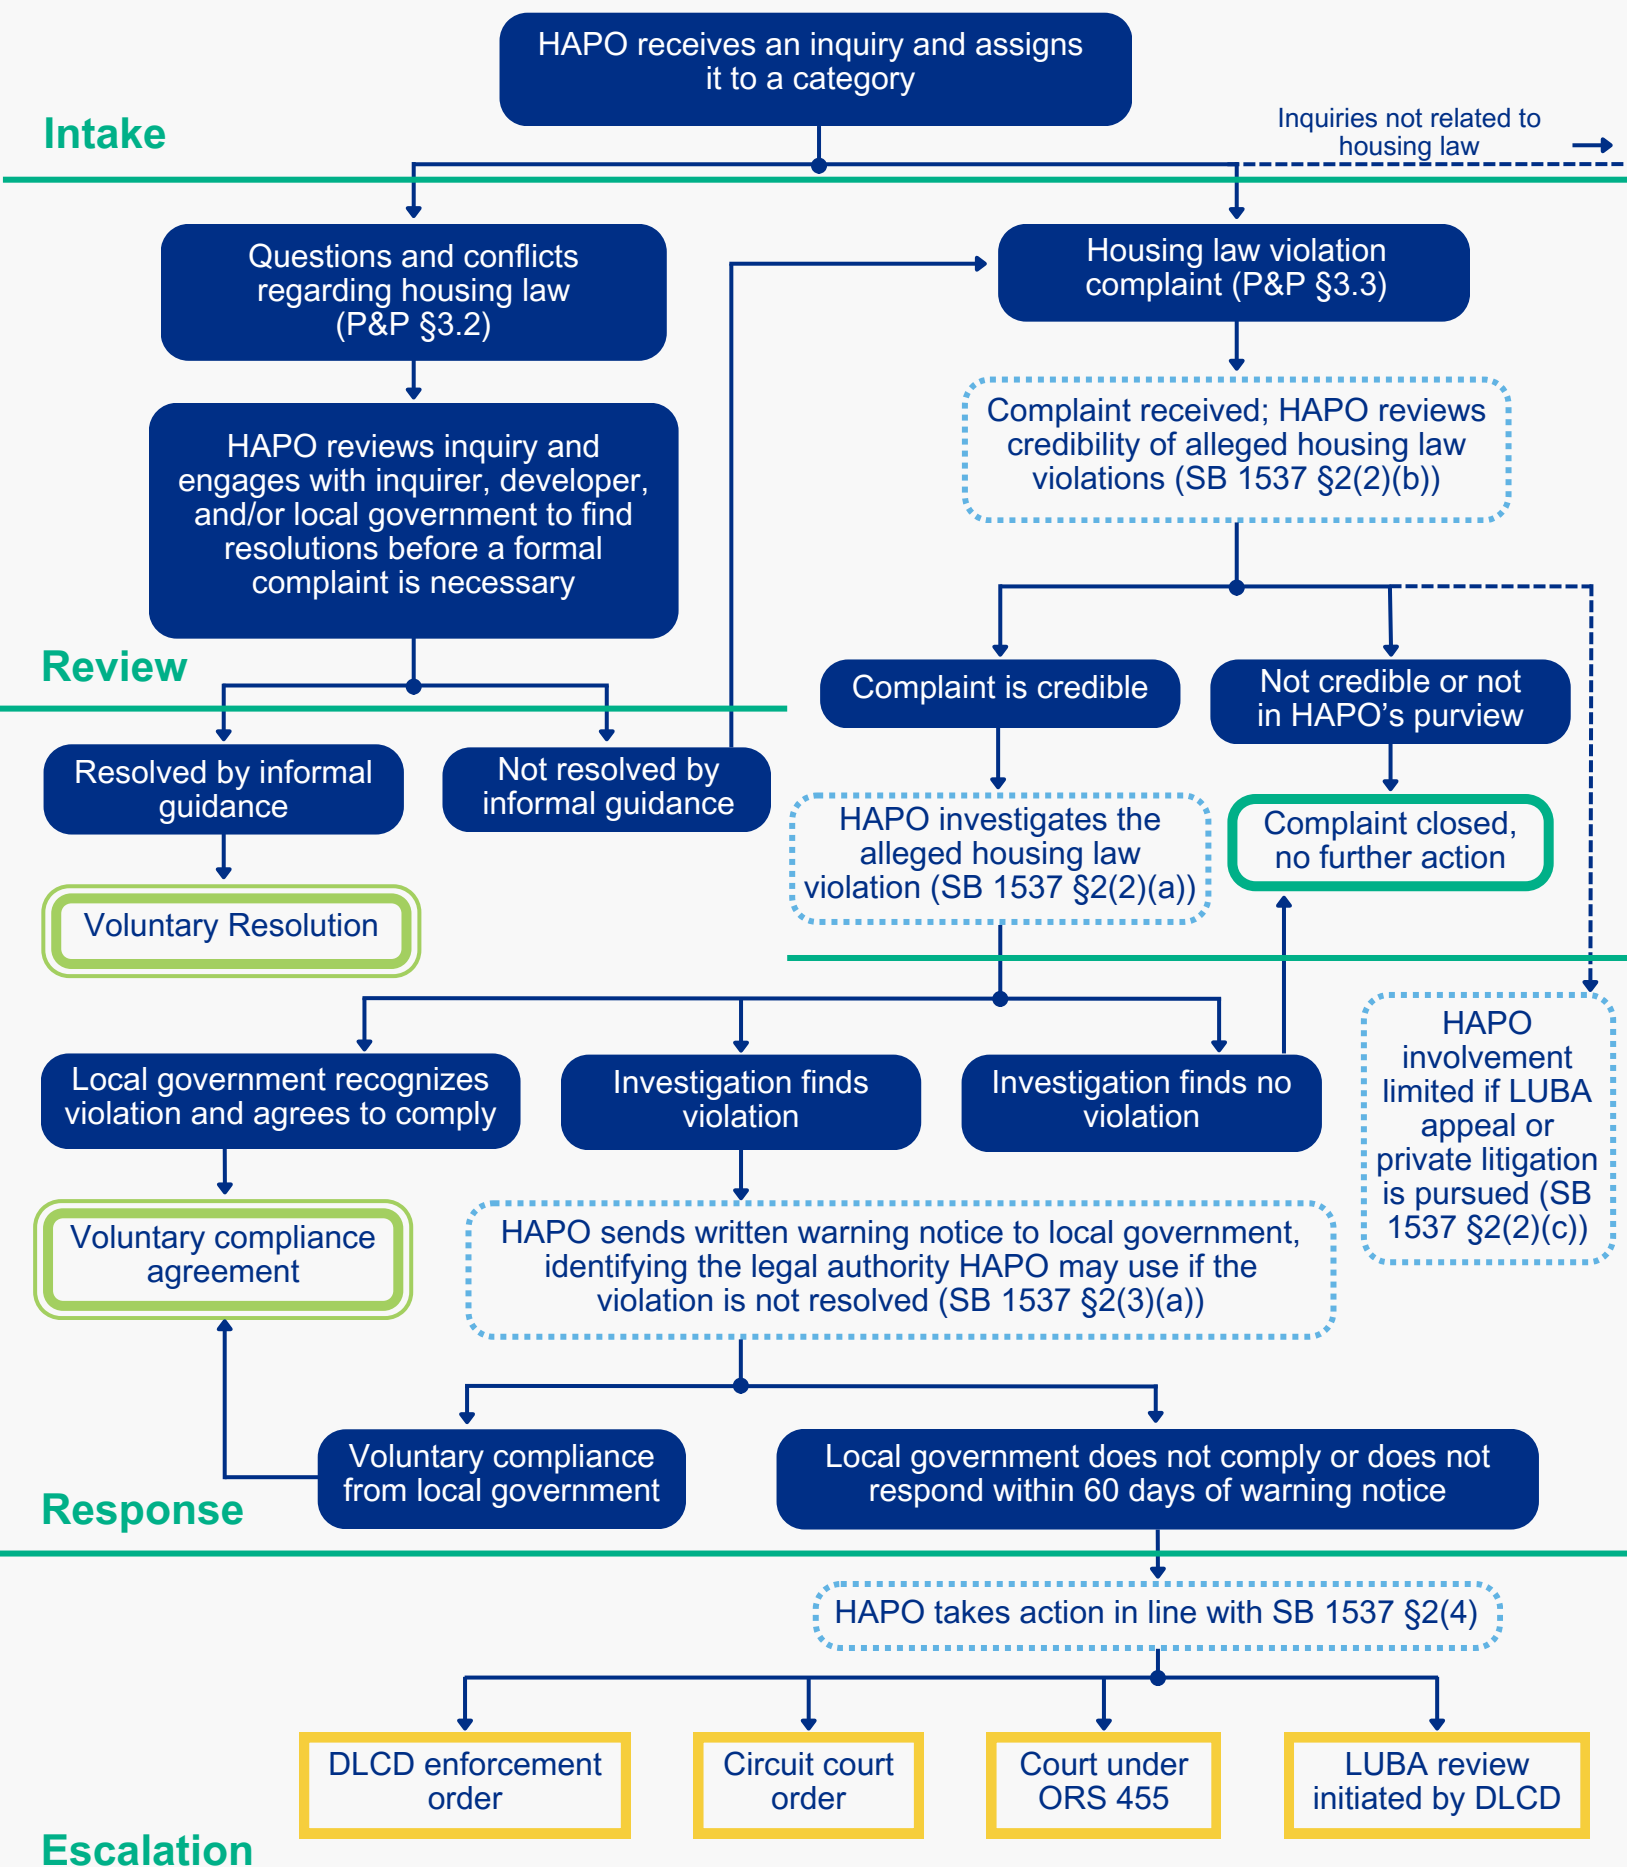 HAPO receives an inquiry and assigns
it to a category
Intake
Inquiries not related to
housing law
Questions and conflicts
regarding housing law
(P&P §3.2)
Housing law violation
complaint (P&P §3.3)
HAPO reviews inquiry and
engages with inquirer, developer,
and/or local government to find
resolutions before a formal
complaint is necessary
Complaint received; HAPO reviews
credibility of alleged housing law
violations (SB 1537 §2(2)(b))
Review
Complaint is credible
Not credible or not
in HAPO’s purview
Resolved by informal
guidance
Not resolved by
informal guidance
HAPO investigates the
alleged housing law
violation (SB 1537 §2(2)(a))
Complaint closed,
no further action
Voluntary Resolution
Local government recognizes
violation and agrees to comply
Investigation finds
violation
Investigation finds no
violation
HAPO
involvement
limited if LUBA
appeal or
private litigation
is pursued (SB
1537 §2(2)(c))
Voluntary compliance
agreement
HAPO sends written warning notice to local government,
identifying the legal authority HAPO may use if the
violation is not resolved (SB 1537 §2(3)(a))
Voluntary compliance
from local government
Local government does not comply or does not
respond within 60 days of warning notice
Response
HAPO takes action in line with SB 1537 §2(4)
DLCD enforcement
order
Circuit court
order
Court under
ORS 455
LUBA review
initiated by DLCD
Escalation